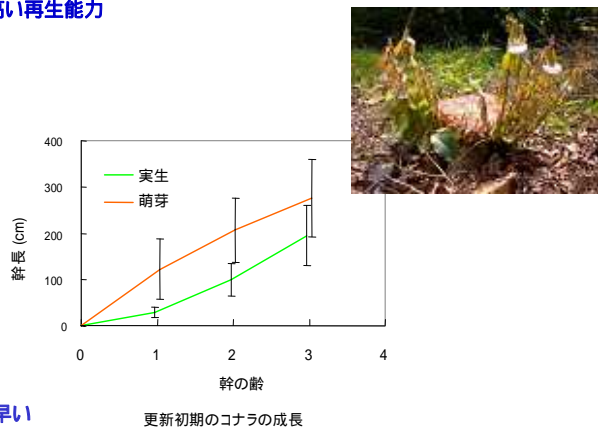 高い再生能力
400
実生
萌芽
300
200
100
0
幹長 (cm)
0 1 2 3 4
幹の齢
早い
更新初期のコナラの成長